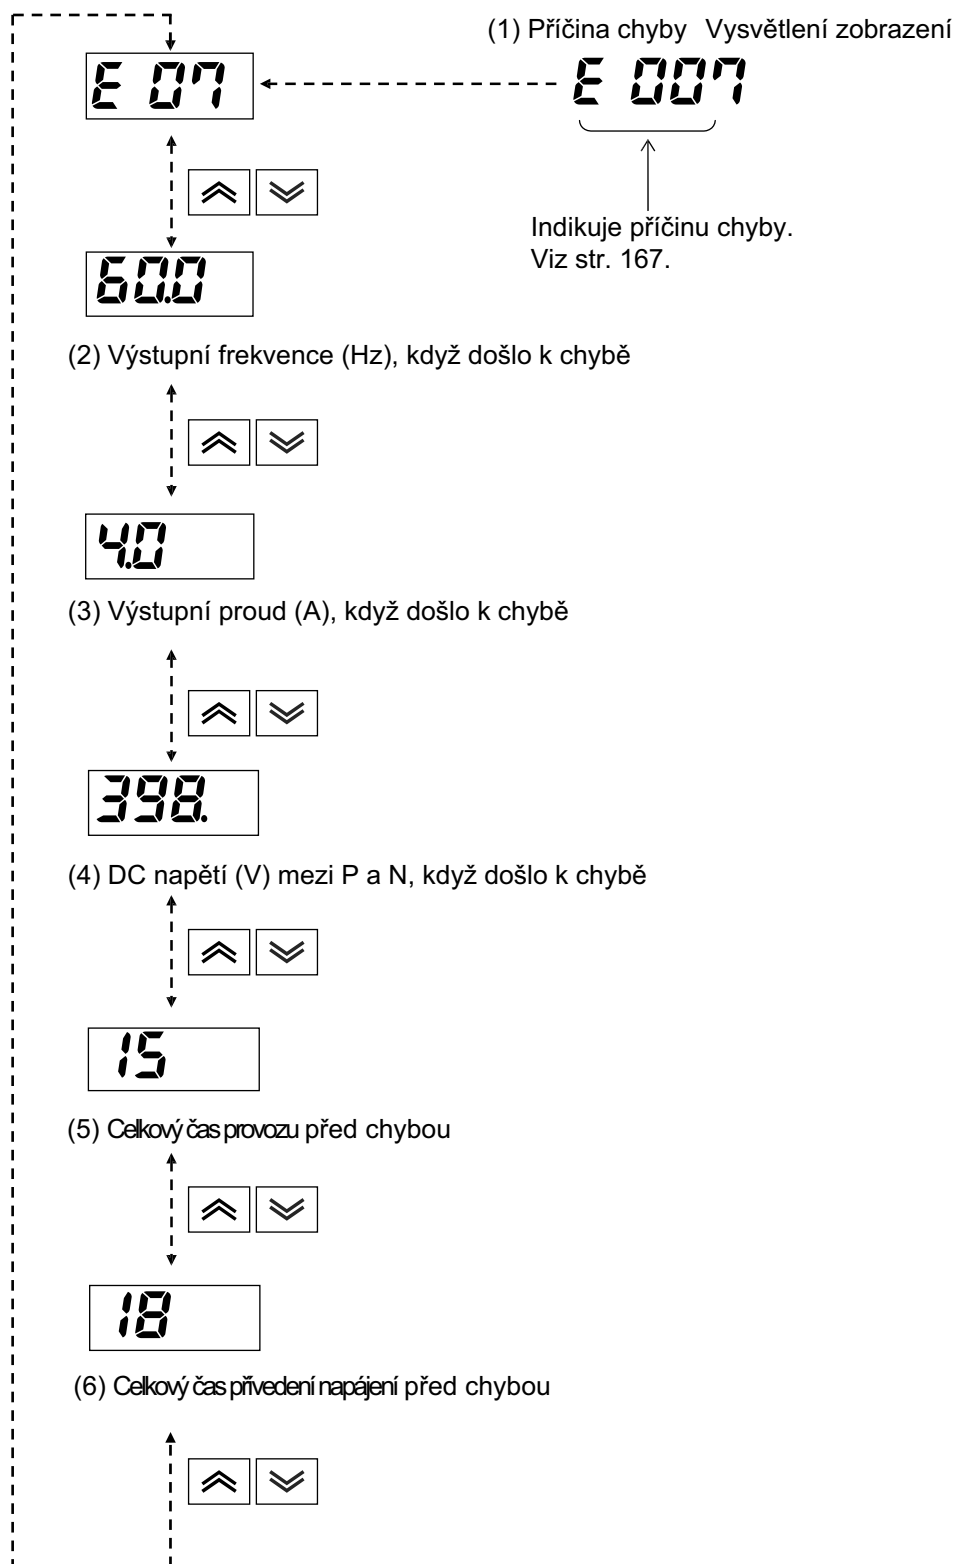 (1) Příčina chyby Vysvětlení zobrazení
E 07
E 007
Indikuje příčinu chyby.
Viz str. 167.
60.0
(2) Výstupní frekvence (Hz), když došlo k chybě
4.0
(3) Výstupní proud (A), když došlo k chybě
398.
(4) DC napětí (V) mezi P a N, když došlo k chybě
15
(5) Celkový čas provozu před chybou
18
(6) Celkový čas přivedení napájení před chybou